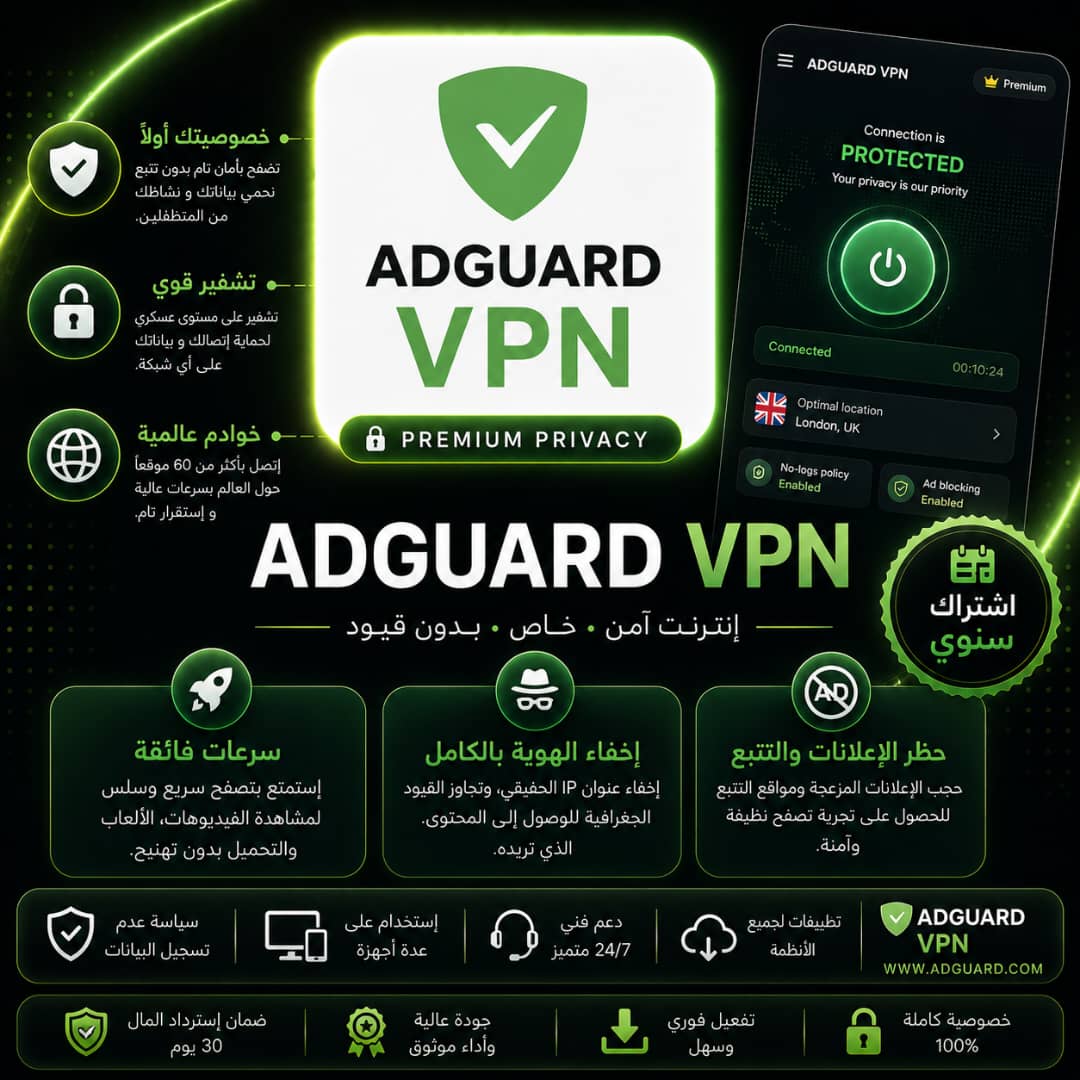 ADGUARD VPN
Premium
Connection is
PROTECTED
Your privacy is our priority
Connected
00:10:24
Optimal location
London, UK
No-logs policy
Enabled
Ad blocking
Enabled
ADGUARD
VPN
PREMIUM PRIVACY
خصوصيتك أولاً
تضفح بأمان تام بدون تتبع
نحمي بياناتك و نشاظك
من المتظفلين.
تشفير قوي
تشفير على مستوى عسكري
لحماية إتصالك و بياناتك
على أي شبكة.
خوادم عالمية
إتصل بأكثر من 60 موقعاً
حول العالم بسرعات عالية
و إستقرار تام.
ADGUARD VPN
إنترنت آمن • خاص • بدون قيود
اشتراك
سنوي
AD
حظر الإعلانات والتتبع
حجب الإعلانات المزعجة ومواقع التتبع
للحصول على تجربة تصفح نظيفة
وآمنة.
إخفاء الهوية بالكامل
إخفاء عنوان IP الحفيقي، وتجاوز القيود
الجغرافية للوصول إلى المحتوى.
الذي تريده.
سرعات فائقة
إستمتع بتصفح سريع وسلس
لمشاهدة الفيديوهات، الألعاب
والتحميل بدون تهنيج.
ADGUARD
VPN
WWW.ADGUARD.COM
تظبيفات لجميع
الأنظمة
دعم فني
24/7 متميز
إستخدام على
عدة أجهزة
سياسة عدم
تسجيل البيانات
خصوصية كاملة
100%
تفعيل فوري
وسهل
جودة عالية
وأداء موثوق
ضمان إسترداد المال
30 يوم